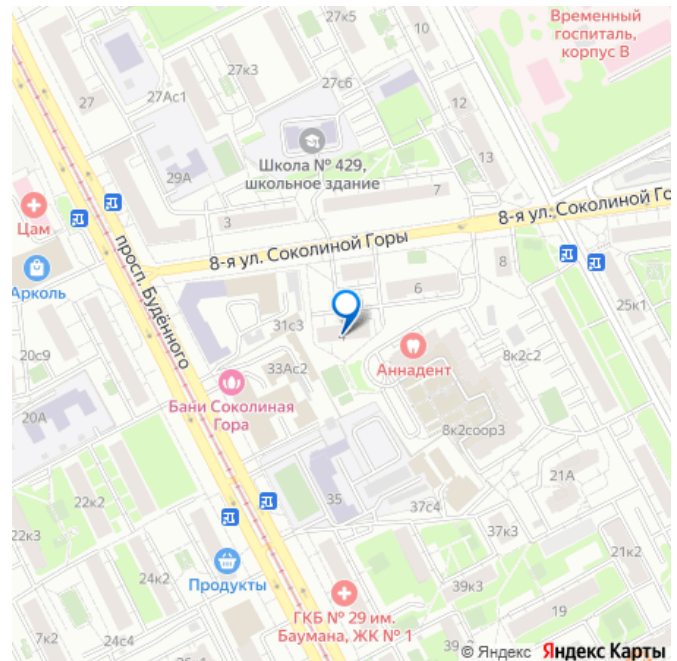 27к5
10
Временный
госпиталь,
корпус В
27к3
27
27Ас1
27с6
12
Школа № 429,
школьное здание
13
29А
7
3
8-я ул. Соколиной Го
Цам
8-я ул. Соколиной Горы
просп. Будённого
8
6
Арколь
25к1
31с3
Аннадент
20с9
33Ас2
8к2с2
Бани Соколиная
Гора
20А
8к2соор3
21А
35
37с4
22к2
22к3
37к3
21к2
24к2
Продукты
39к3
ГКБ № 29 им.
Баумана, ЖК № 1
19
7к2
24с4
© Яндекс Яндекс Карты